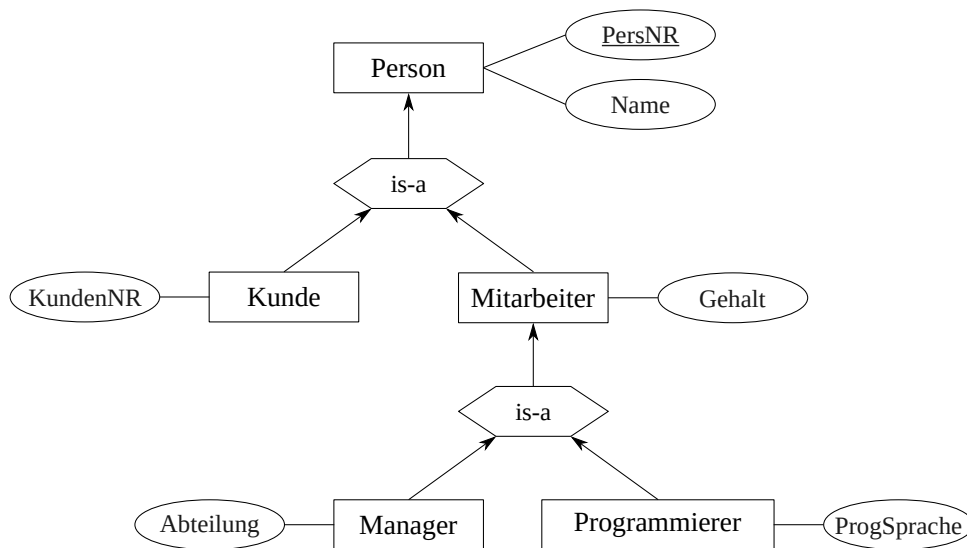 PersNR
Person
Name
is-a
KundenNR
Kunde
Mitarbeiter
Gehalt
is-a
Abteilung
Manager
Programmierer
ProgSprache